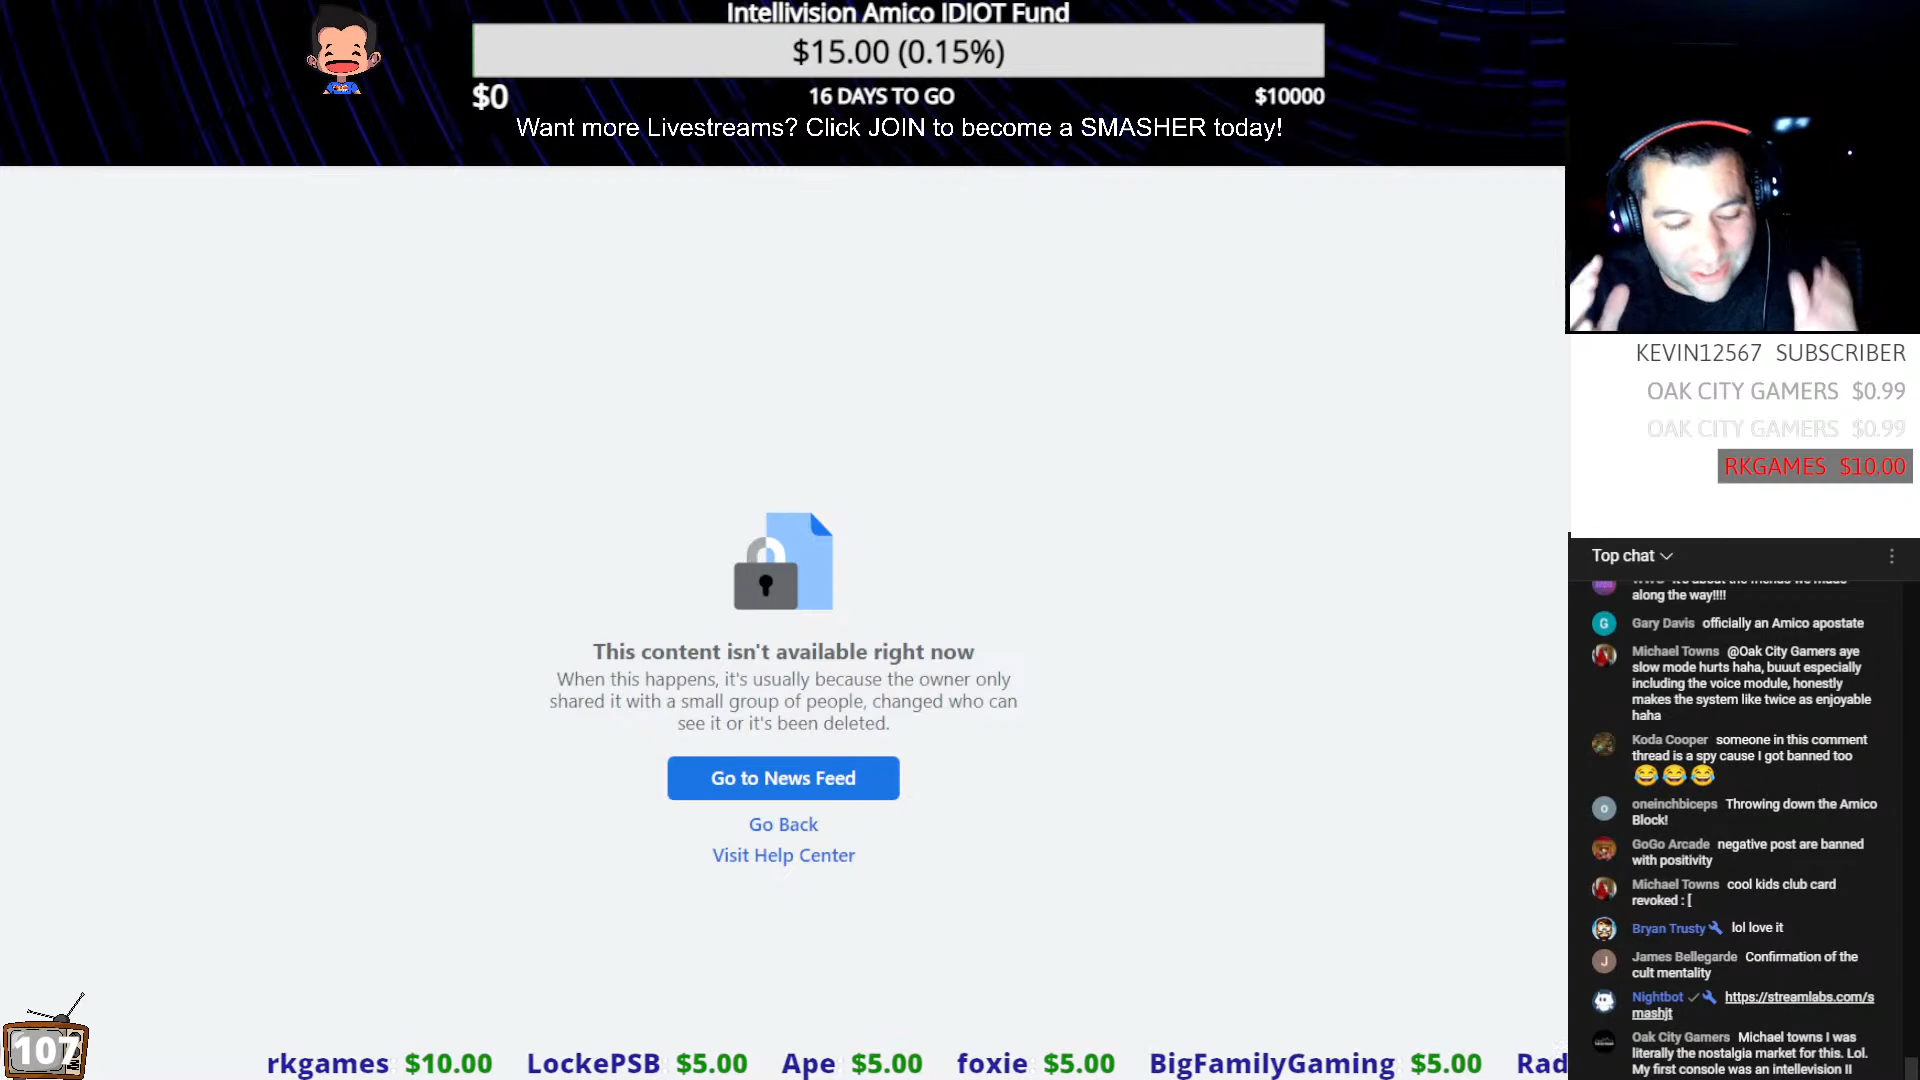 Intellivision Amico IDIOT Fund
$15.00 (0.15%)
$0
16 DAYS TO GO
$10000
Want more Livestreams? Click JOIN to become a SMASHER today!
KEVIN12567 SUBSCRIBER
OAK CITY GAMERS $0.99
OAK CITY GAMERS $0.99
RKGAMES $10.00
This content isn't available right now
When this happens, it's usually because the owner only
shared it with a small group of people, changed who can
see it or it's been deleted.
Go to News Feed
Go Back
Visit Help Center
Top chat
it's about the friends we made
along the way!!!!
G
Gary Davis officially an Amico apostate
Michael Towns @Oak City Gamers aye
slow mode hurts haha, buuut especially
including the voice module, honestly
makes the system like twice as enjoyable
haha
Koda Cooper someone in this comment
thread is a spy cause I got banned too
o
oneinchbiceps Throwing down the Amico
Block!
GoGo Arcade negative post are banned
with positivity
Michael Towns cool kids club card
revoked : [
Bryan Trusty lol love it
J
James Bellegarde Confirmation of the
cult mentality
Nightbot https://streamlabs.com/s
mashjt
Oak City Gamers Michael towns I was
literally the nostalgia market for this. Lol.
My first console was an intellevision II
107
rkgames $10.00 LockePSB $5.00 Ape $5.00 foxie $5.00 BigFamilyGaming $5.00 Rad